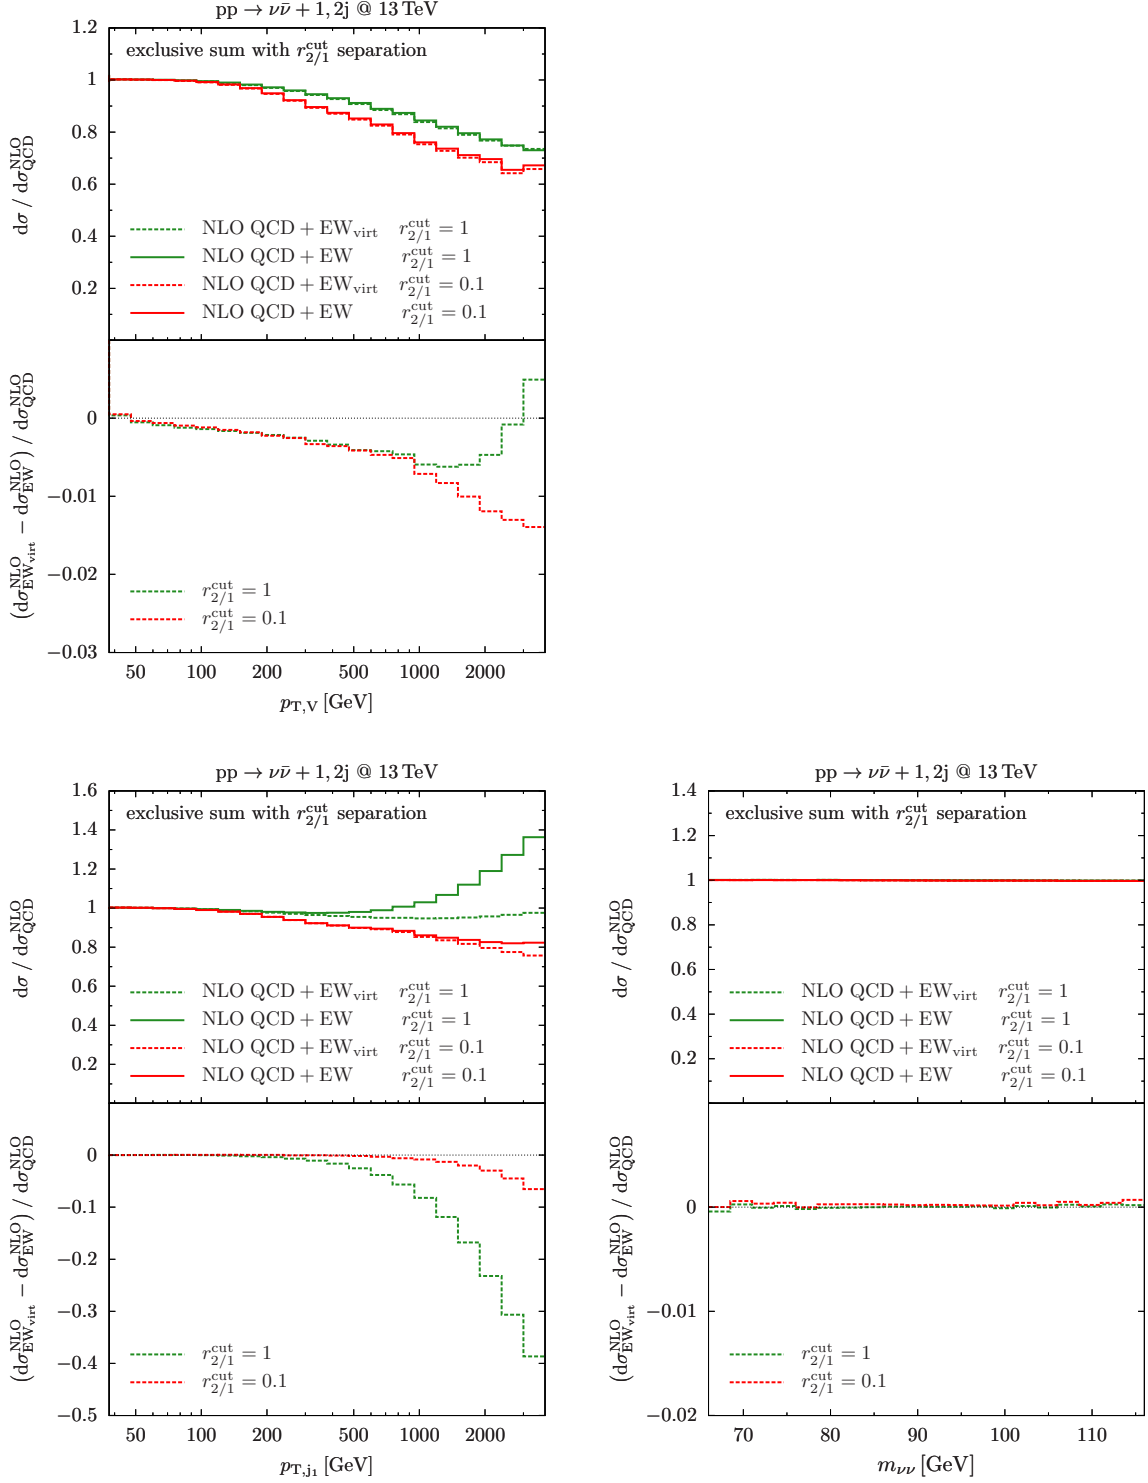 pp → νν̄ + 1, 2j @ 13 TeV
exclusive sum with r^cut_2/1 separation
dσ / dσ^NLO_QCD
1.2
1
0.8
0.6
0.4
0.2
NLO QCD + EW_virt r^cut_2/1 = 1
NLO QCD + EW r^cut_2/1 = 1
NLO QCD + EW_virt r^cut_2/1 = 0.1
NLO QCD + EW r^cut_2/1 = 0.1
(dσ^NLO_EW_virt − dσ^NLO_EW) / dσ^NLO_QCD
0
−0.01
−0.02
−0.03
r^cut_2/1 = 1
r^cut_2/1 = 0.1
50 100 200 500 1000 2000
p_T,V [GeV]
pp → νν̄ + 1, 2j @ 13 TeV
exclusive sum with r^cut_2/1 separation
dσ / dσ^NLO_QCD
1.6
1.4
1.2
1
0.8
0.6
0.4
0.2
NLO QCD + EW_virt r^cut_2/1 = 1
NLO QCD + EW r^cut_2/1 = 1
NLO QCD + EW_virt r^cut_2/1 = 0.1
NLO QCD + EW r^cut_2/1 = 0.1
(dσ^NLO_EW_virt − dσ^NLO_EW) / dσ^NLO_QCD
0
−0.1
−0.2
−0.3
−0.4
−0.5
r^cut_2/1 = 1
r^cut_2/1 = 0.1
50 100 200 500 1000 2000
p_T,j_1 [GeV]
pp → νν̄ + 1, 2j @ 13 TeV
exclusive sum with r^cut_2/1 separation
dσ / dσ^NLO_QCD
1.4
1.2
1
0.8
0.6
0.4
0.2
NLO QCD + EW_virt r^cut_2/1 = 1
NLO QCD + EW r^cut_2/1 = 1
NLO QCD + EW_virt r^cut_2/1 = 0.1
NLO QCD + EW r^cut_2/1 = 0.1
(dσ^NLO_EW_virt − dσ^NLO_EW) / dσ^NLO_QCD
0
−0.01
−0.02
r^cut_2/1 = 1
r^cut_2/1 = 0.1
70 80 90 100 110
m_νν [GeV]